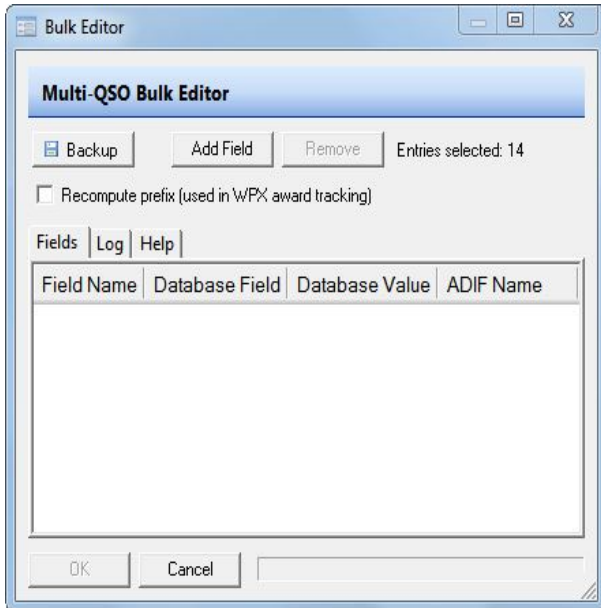 Bulk Editor
Multi-QSO Bulk Editor
Backup Add Field Remove Entries selected: 14
Recompute prefix (used in WPX award tracking)
Fields Log Help
Field Name Database Field Database Value ADIF Name
OK Cancel